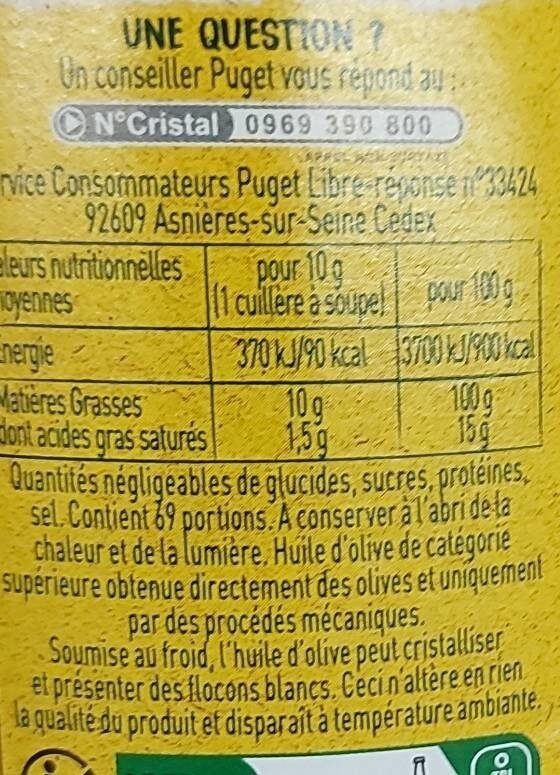 UNE QUESTION ?
Un conseiller Puget vous répond au :
N°Cristal 0969 390 800
rvice Consommateurs Puget Libre-réponse n°33424
92609 Asnières-sur-Seine Cedex
aleurs nutritionnelles pour 10 g pour 100 g
oyennes (1 cuillère à soupe)
nergie 370 kJ/90 kcal 3700 kJ/900 kcal
Matières Grasses 10 g 100 g
dont acides gras saturés 1,5 g 15 g
Quantités négligeables de glucides, sucres, protéines,
sel. Contient 69 portions. A conserver à l'abri de la
chaleur et de la lumière. Huile d'olive de catégorie
supérieure obtenue directement des olives et uniquement
par des procédés mécaniques.
Soumise au froid, l'huile d'olive peut cristalliser
et présenter des flocons blancs. Ceci n'altère en rien
la qualité du produit et disparaît à température ambiante.